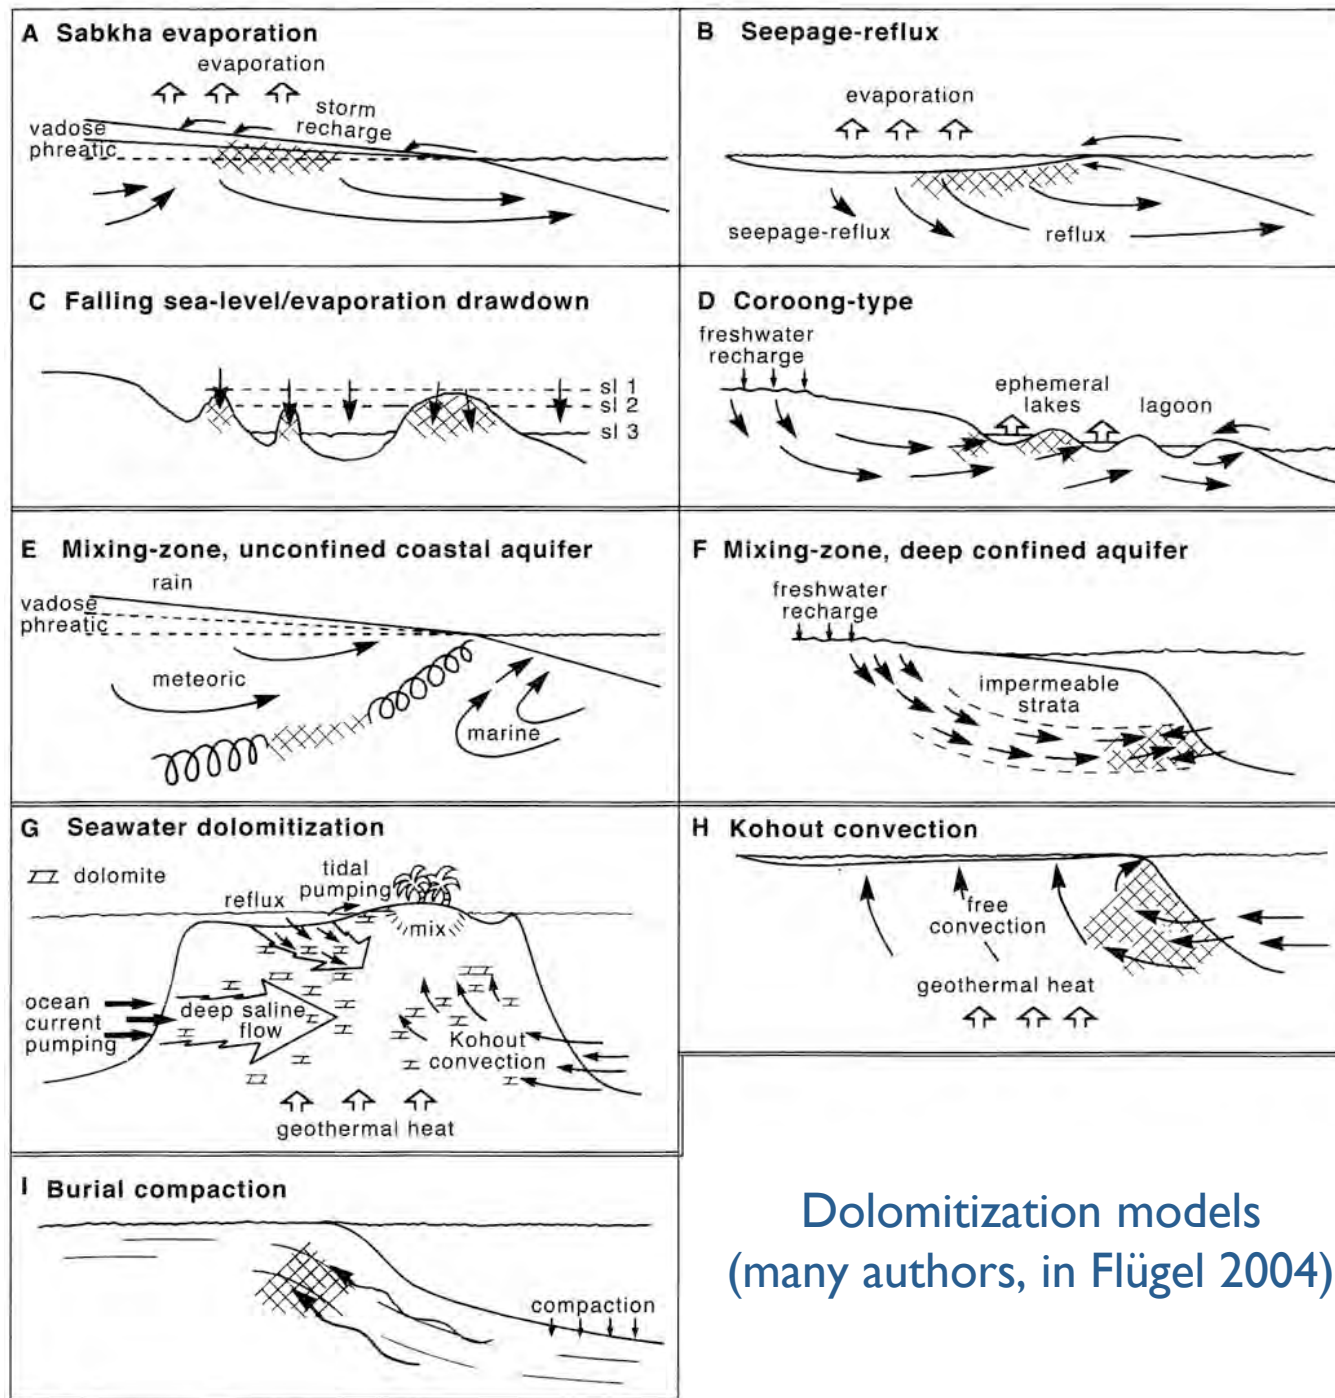 A Sabkha evaporation
evaporation
storm
recharge
vadose
phreatic
B Seepage-reflux
evaporation
seepage-reflux
reflux
C Falling sea-level/evaporation drawdown
sl 1
sl 2
sl 3
D Coroong-type
freshwater
recharge
ephemeral
lakes
lagoon
E Mixing-zone, unconfined coastal aquifer
rain
vadose
phreatic
meteoric
marine
F Mixing-zone, deep confined aquifer
freshwater
recharge
impermeable
strata
G Seawater dolomitization
dolomite
tidal
pumping
reflux
mix
ocean
current
pumping
deep saline
flow
Kohout
convection
geothermal heat
H Kohout convection
free
convection
geothermal heat
I Burial compaction
compaction
Dolomitization models
(many authors, in Flügel 2004)